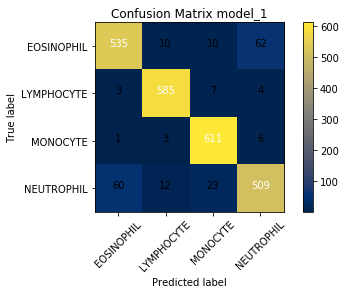 Confusion Matrix model_1
True label
EOSINOPHIL 535 10 10 62
LYMPHOCYTE 3 585 7 4
MONOCYTE 1 3 611 6
NEUTROPHIL 60 12 23 509
EOSINOPHIL LYMPHOCYTE MONOCYTE NEUTROPHIL
Predicted label
600
500
400
300
200
100